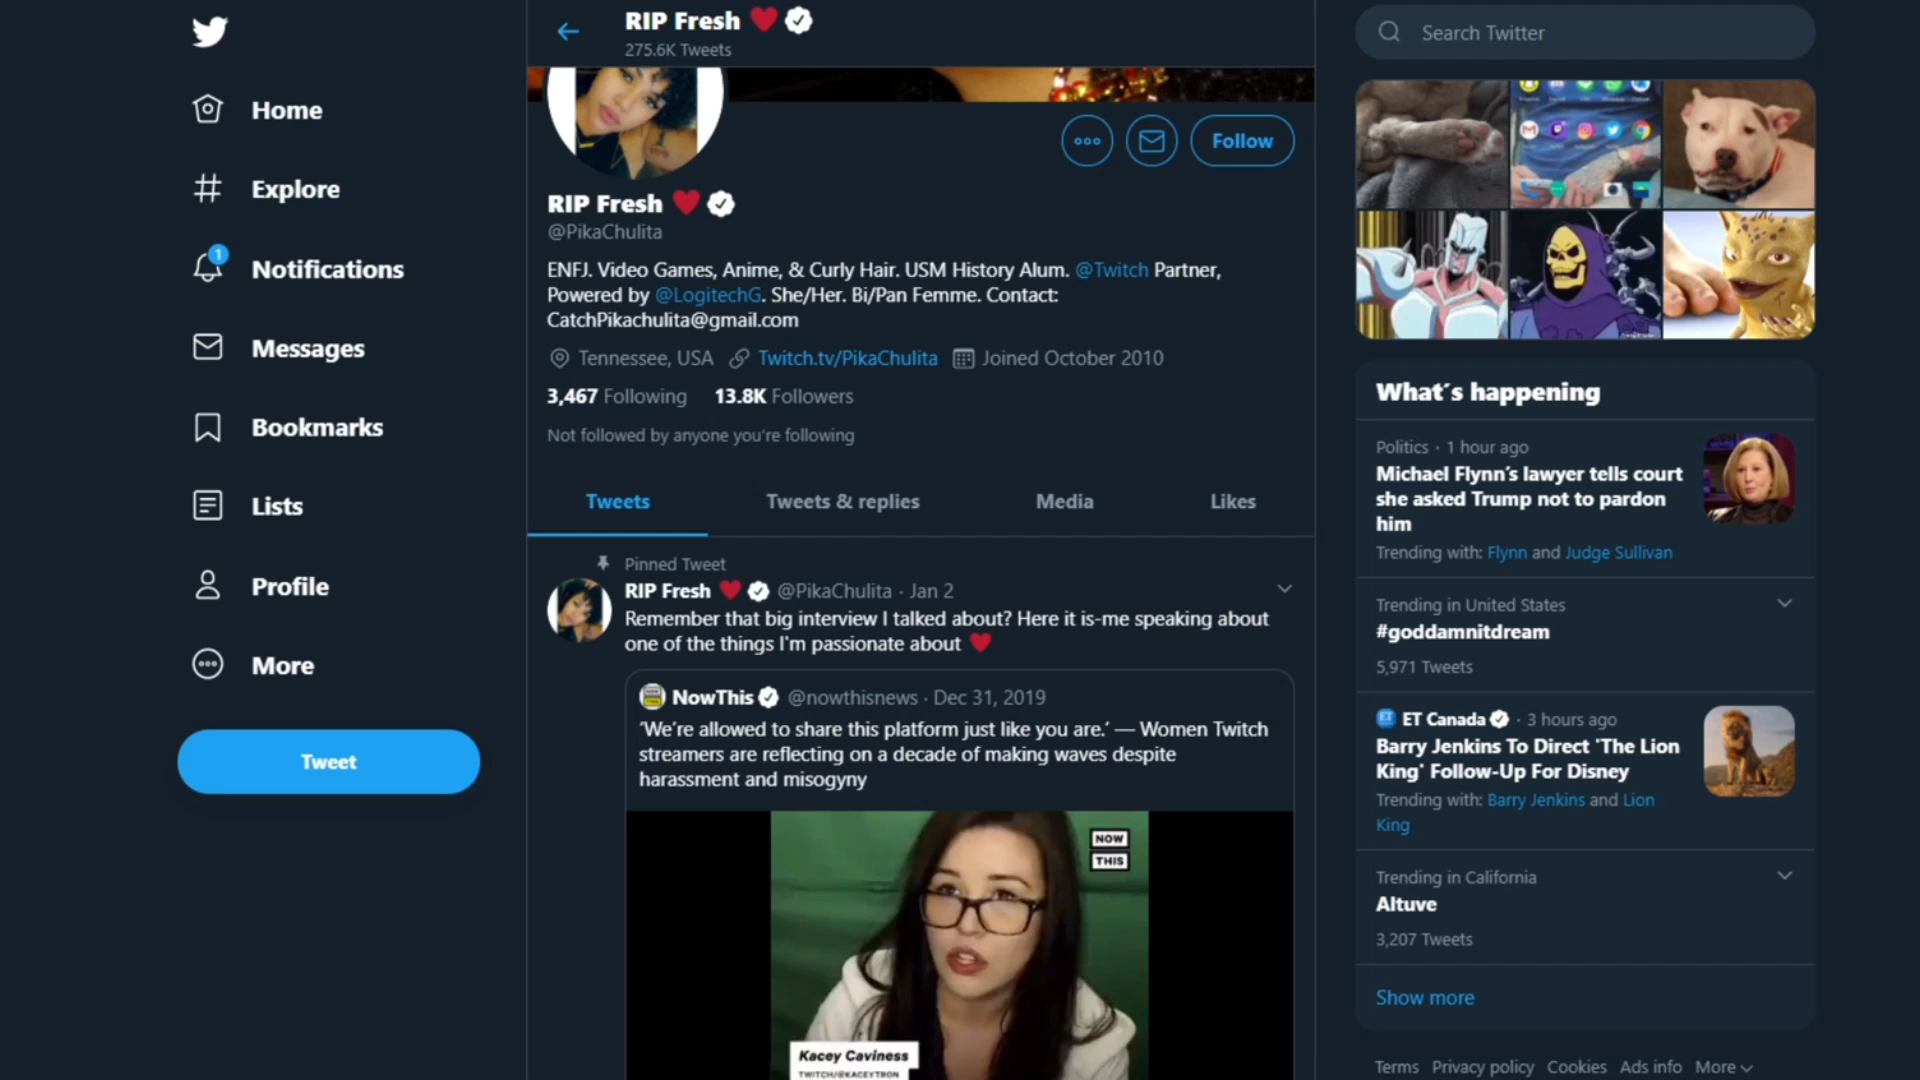 RIP Fresh
275.6K Tweets
Search Twitter
Home
Explore
1
Notifications
Messages
Bookmarks
Lists
Profile
More
Tweet
Follow
RIP Fresh
@PikaChulita
ENFJ. Video Games, Anime, & Curly Hair. USM History Alum. @Twitch Partner,
Powered by @LogitechG. She/Her. Bi/Pan Femme. Contact:
CatchPikachulita@gmail.com
Tennessee, USA Twitch.tv/PikaChulita Joined October 2010
3,467 Following 13.8K Followers
Not followed by anyone you're following
Tweets Tweets & replies Media Likes
Pinned Tweet
RIP Fresh @PikaChulita · Jan 2
Remember that big interview I talked about? Here it is-me speaking about
one of the things I'm passionate about
NowThis @nowthisnews · Dec 31, 2019
'We're allowed to share this platform just like you are.' — Women Twitch
streamers are reflecting on a decade of making waves despite
harassment and misogyny
NOW
THIS
Kacey Caviness
TWITCH/@KACEYTRON
What's happening
Politics · 1 hour ago
Michael Flynn's lawyer tells court
she asked Trump not to pardon
him
Trending with: Flynn and Judge Sullivan
Trending in United States
#goddamnitdream
5,971 Tweets
ET Canada · 3 hours ago
Barry Jenkins To Direct 'The Lion
King' Follow-Up For Disney
Trending with: Barry Jenkins and Lion
King
Trending in California
Altuve
3,207 Tweets
Show more
Terms Privacy policy Cookies Ads info More